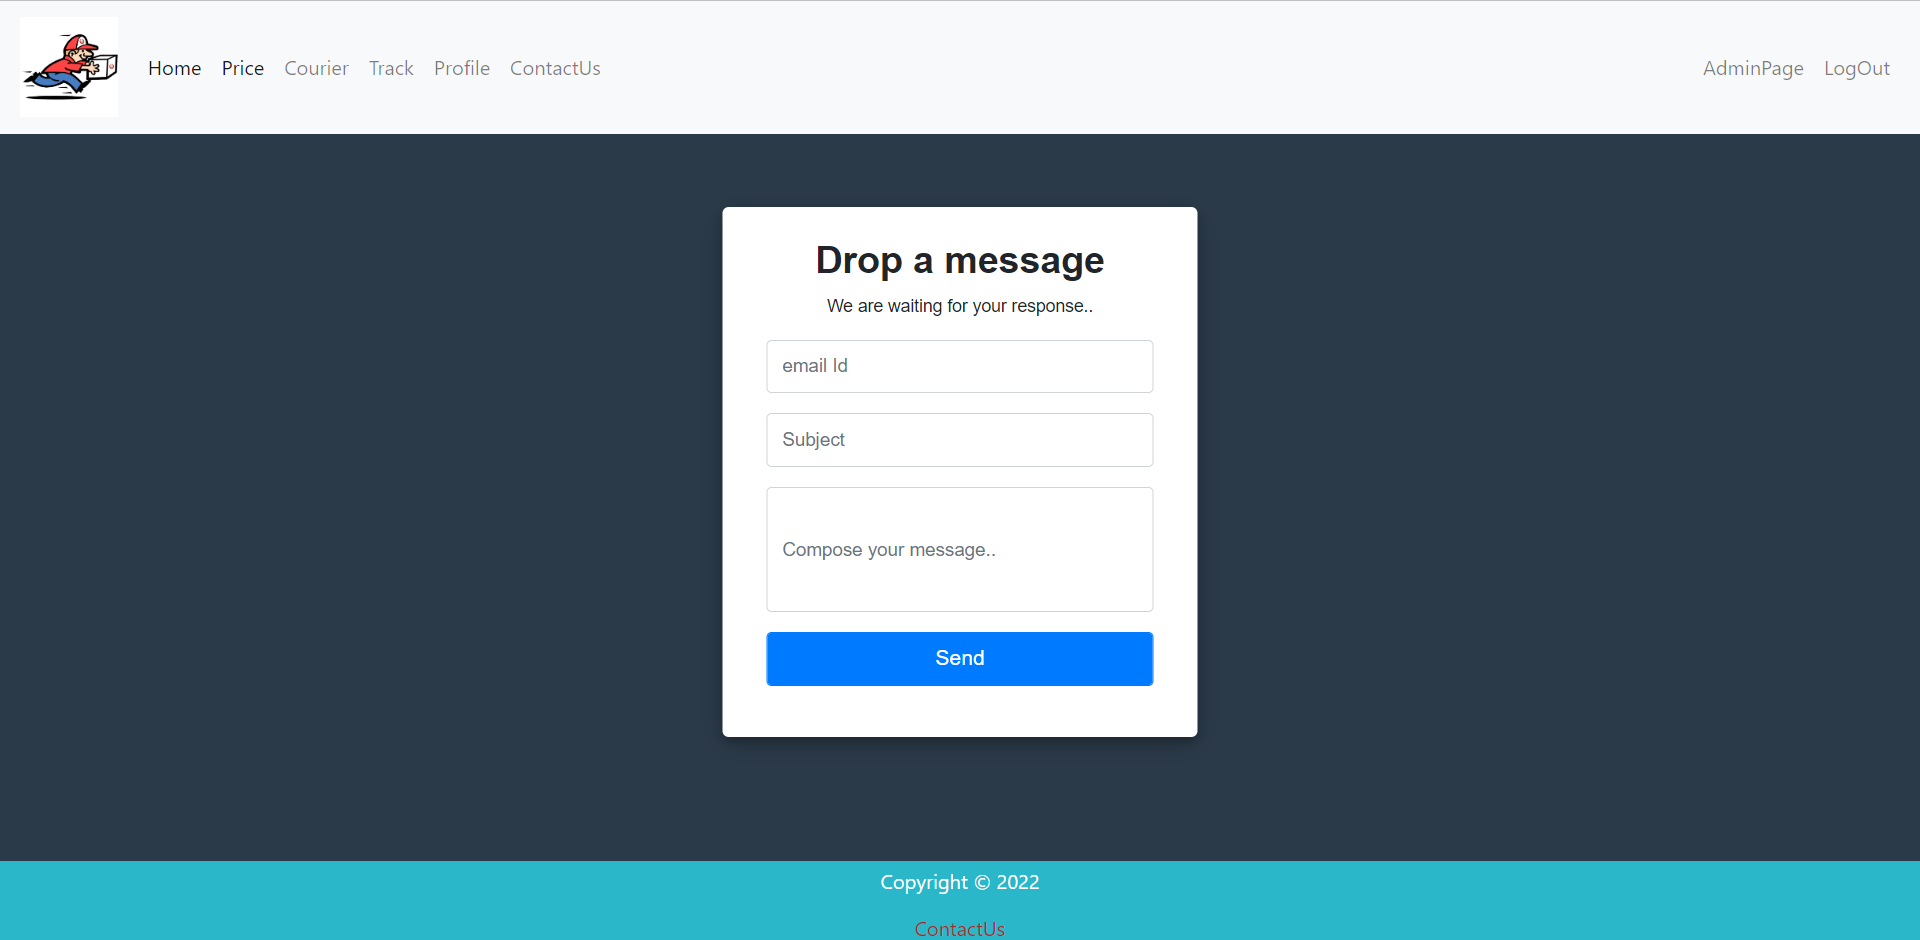 Home Price Courier Track Profile ContactUs AdminPage LogOut
Drop a message
We are waiting for your response..
email Id
Subject
Compose your message..
Send
Copyright © 2022
ContactUs